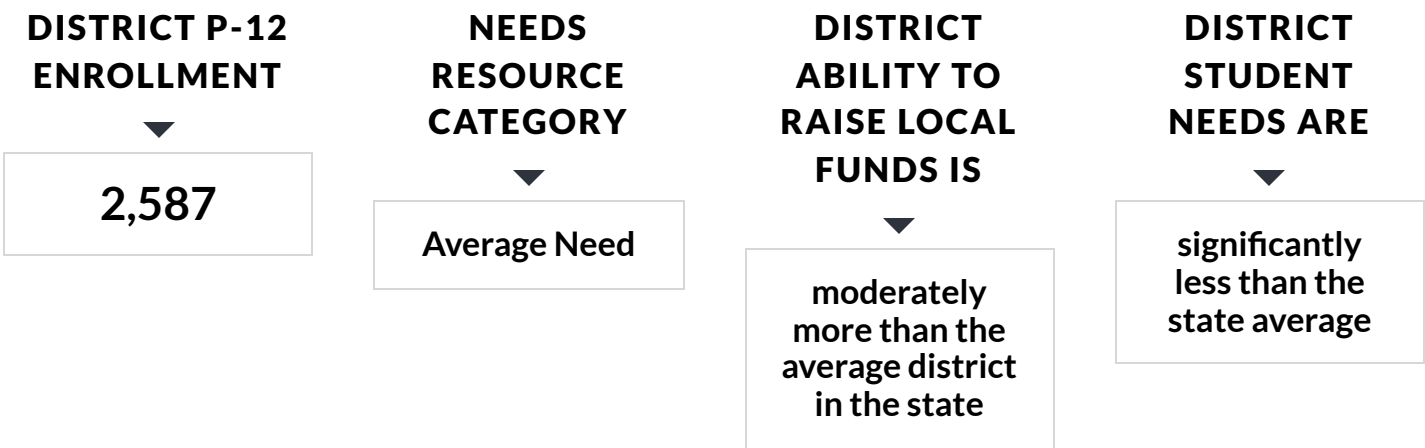 DISTRICT P-12
ENROLLMENT
2,587
NEEDS
RESOURCE
CATEGORY
Average Need
DISTRICT
ABILITY TO
RAISE LOCAL
FUNDS IS
moderately
more than the
average district
in the state
DISTRICT
STUDENT
NEEDS ARE
significantly
less than the
state average